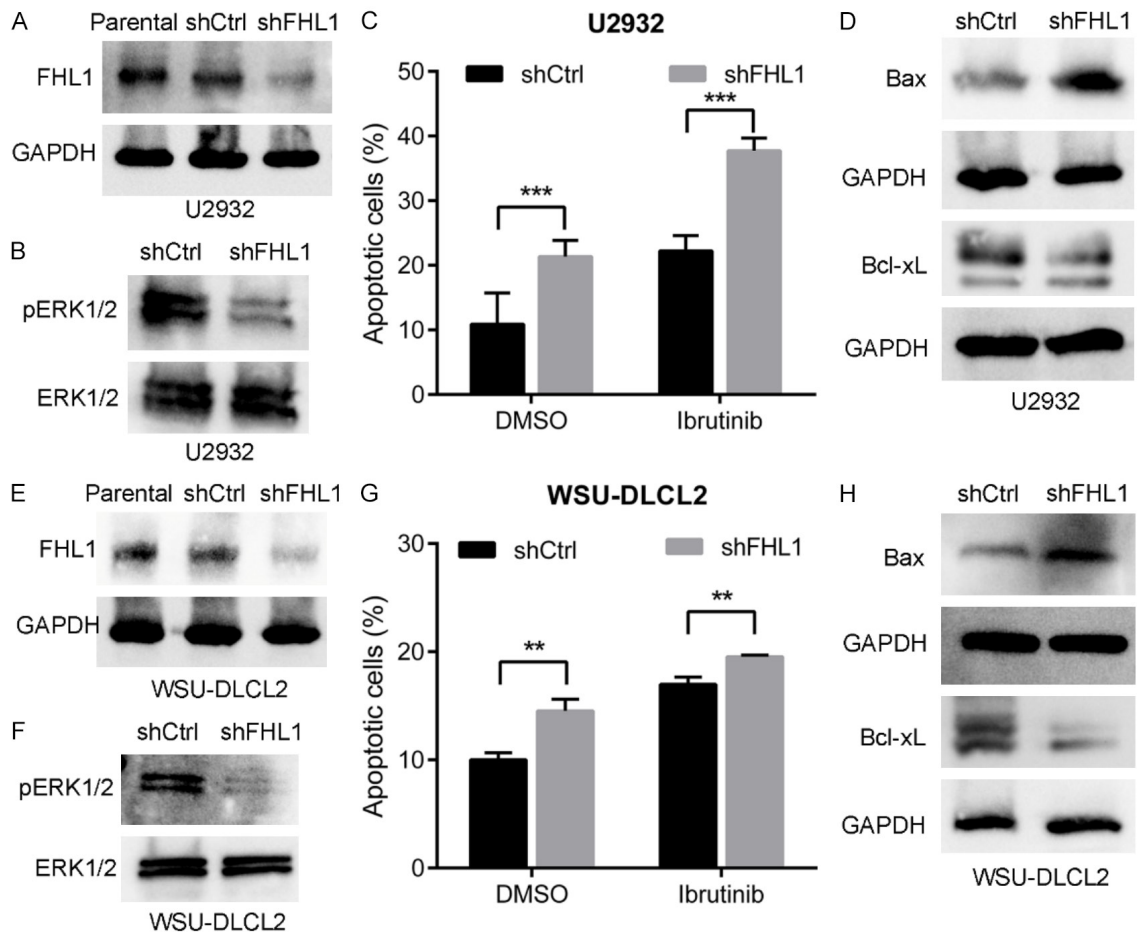 A
Parental shCtrl shFHL1
FHL1
GAPDH
U2932
B
shCtrl shFHL1
pERK1/2
ERK1/2
U2932
C
U2932
shCtrl shFHL1
Apoptotic cells (%)
50
40
30
20
10
0
***
***
DMSO Ibrutinib
D
shCtrl shFHL1
Bax
GAPDH
Bcl-xL
GAPDH
U2932
E
Parental shCtrl shFHL1
FHL1
GAPDH
WSU-DLCL2
F
shCtrl shFHL1
pERK1/2
ERK1/2
WSU-DLCL2
G
WSU-DLCL2
shCtrl shFHL1
Apoptotic cells (%)
30
20
10
0
**
**
DMSO Ibrutinib
H
shCtrl shFHL1
Bax
GAPDH
Bcl-xL
GAPDH
WSU-DLCL2